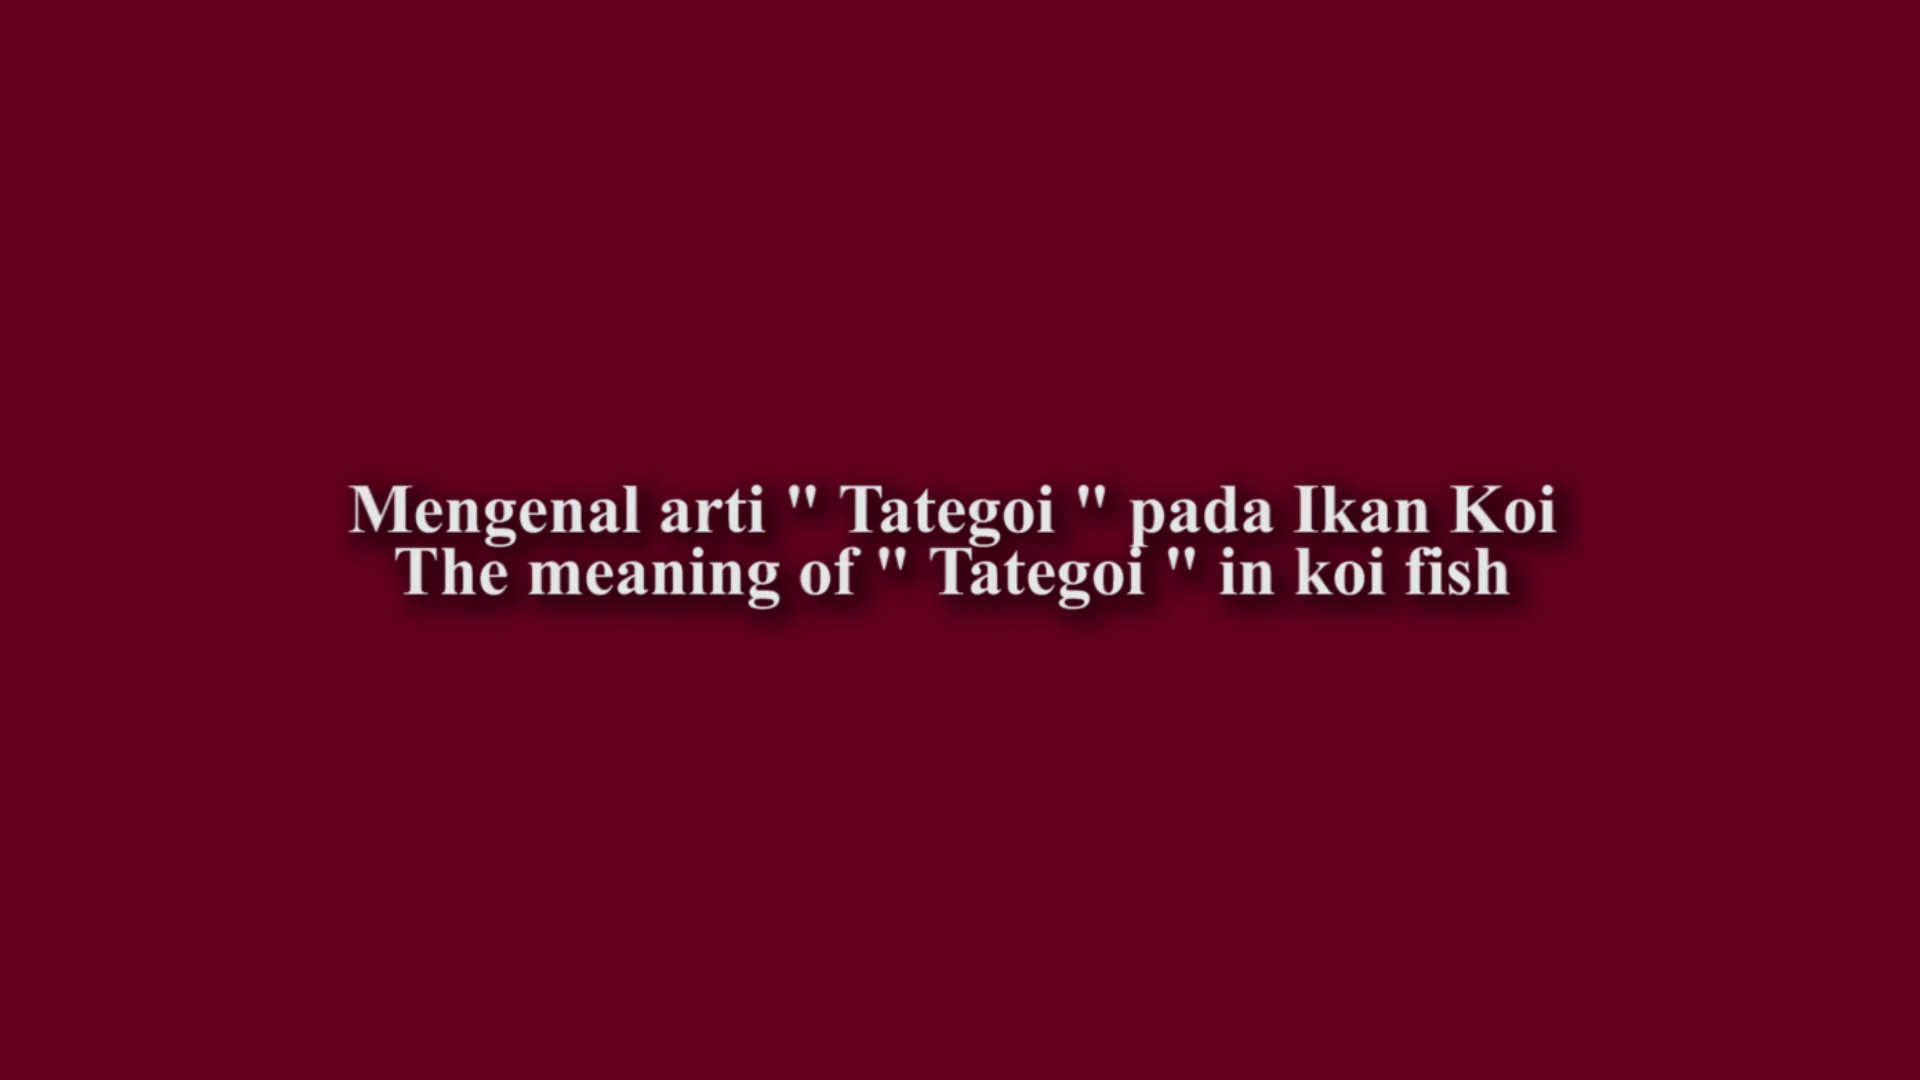 Mengenal arti " Tategoi " pada Ikan Koi
The meaning of " Tategoi " in koi fish